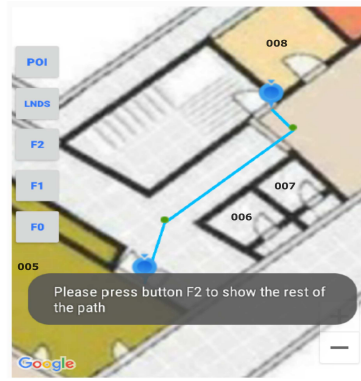 008
POI
LNDS
F2
F1
F0
007
006
005
Please press button F2 to show the rest of
the path
Google